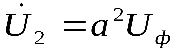 U̇₂ = a²U_ф